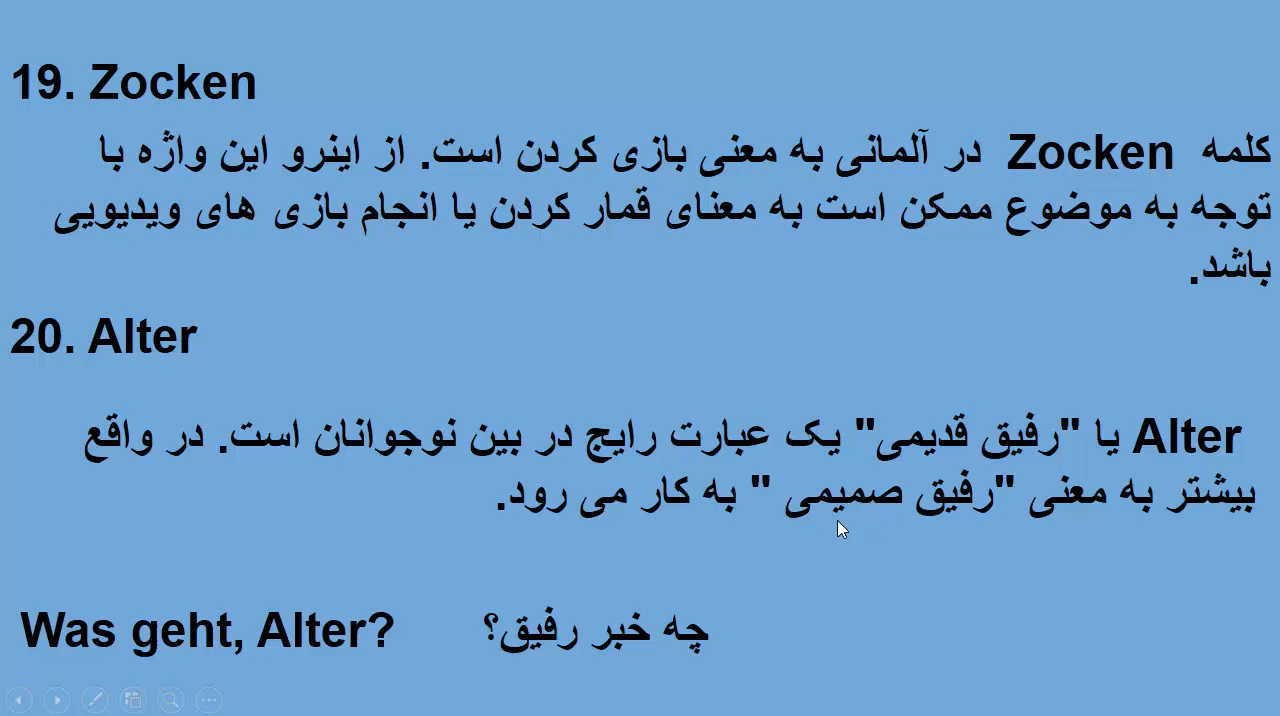 19. Zocken
کلمه Zocken در آلمانی به معنی بازی کردن است. از اینرو این واژه با
توجه به موضوع ممکن است به معنای قمار کردن یا انجام بازی های ویدیویی
باشد.
20. Alter
Alter یا "رفیق قدیمی" یک عبارت رایج در بین نوجوانان است. در واقع
بیشتر به معنی "رفیق صمیمی " به کار می رود.
Was geht, Alter? چه خبر رفیق؟